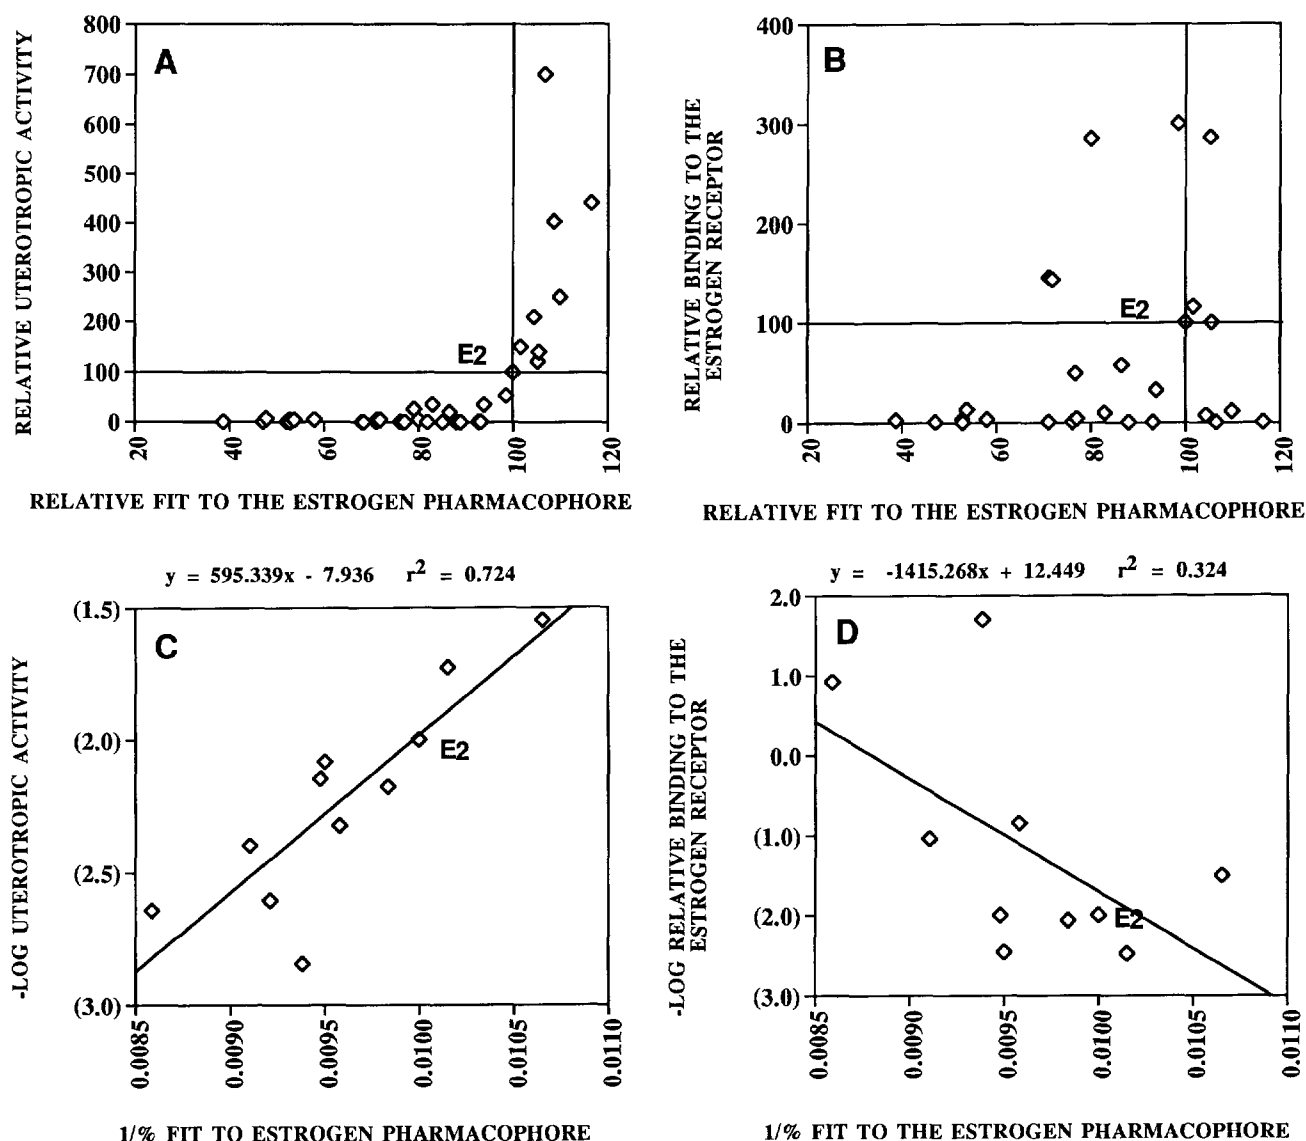 A
RELATIVE UTEROTROPIC ACTIVITY
800
700
600
500
400
300
200
100
0
E2
20
40
60
80
100
120
RELATIVE FIT TO THE ESTROGEN PHARMACOPHORE
B
RELATIVE BINDING TO THE
ESTROGEN RECEPTOR
400
300
200
100
0
E2
20
40
60
80
100
120
RELATIVE FIT TO THE ESTROGEN PHARMACOPHORE
y = 595.339x - 7.936 r2 = 0.724
C
-LOG UTEROTROPIC ACTIVITY
(1.5)
(2.0)
(2.5)
(3.0)
E2
0.0085
0.0090
0.0095
0.0100
0.0105
0.0110
1/% FIT TO ESTROGEN PHARMACOPHORE
y = -1415.268x + 12.449 r2 = 0.324
D
-LOG RELATIVE BINDING TO THE
ESTROGEN RECEPTOR
2.0
1.0
0.0
(1.0)
(2.0)
(3.0)
E2
0.0085
0.0090
0.0095
0.0100
0.0105
0.0110
1/% FIT TO THE ESTROGEN PHARMACOPHORE